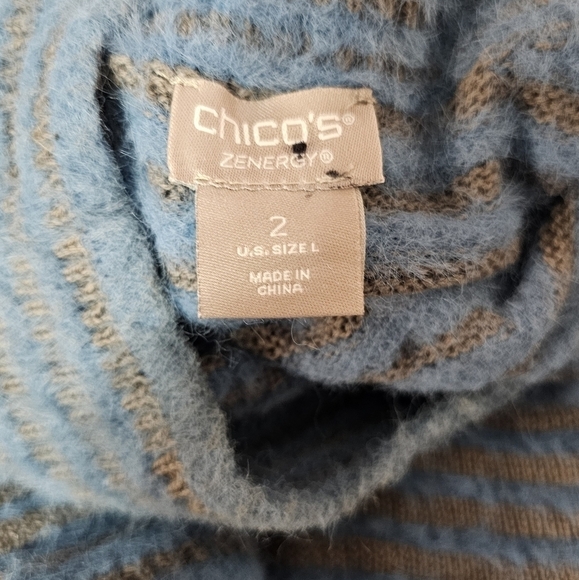 chico's®
ZENERGY®
2
U.S. SIZE L
MADE IN
CHINA